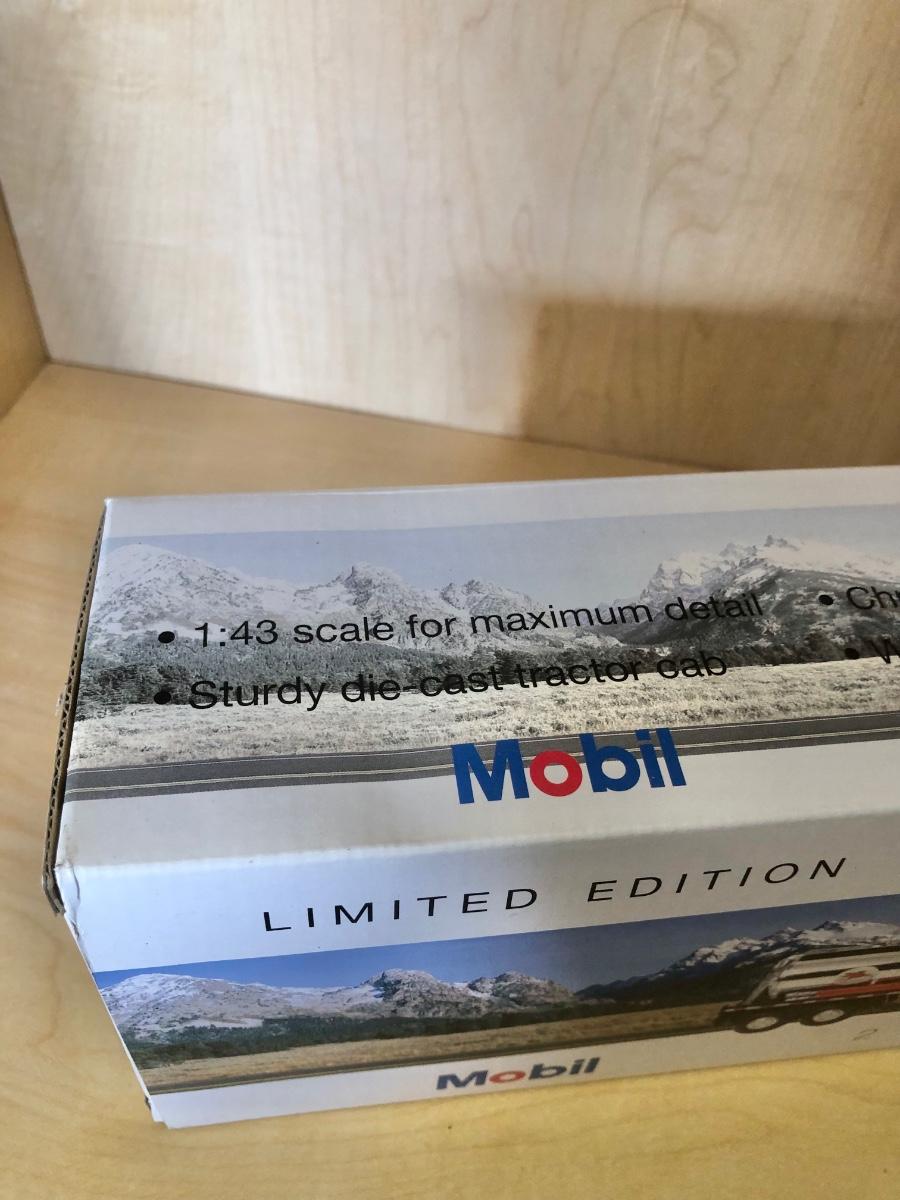 • 1:43 scale for maximum detail
• Sturdy die-cast tractor cab
Mobil
LIMITED EDITION
Mobil